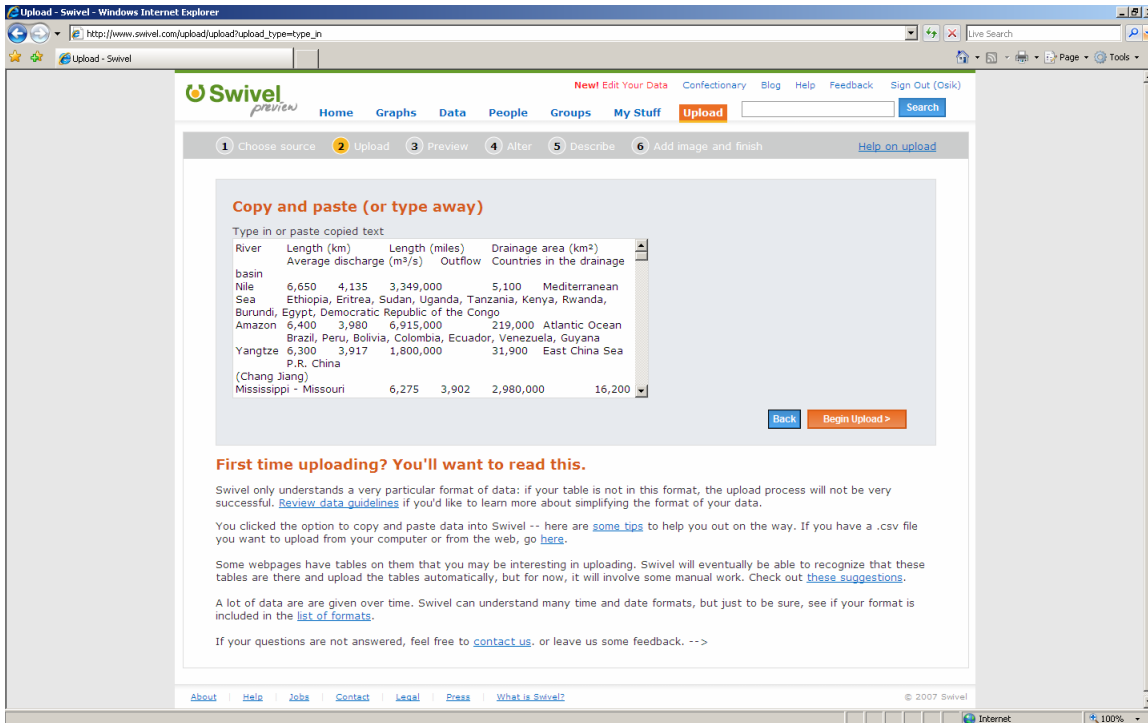 Upload - Swivel - Windows Internet Explorer
http://www.swivel.com/upload/upload?upload_type=type_in
Live Search
Upload - Swivel
Page
Tools
Swivel
preview
New! Edit Your Data Confectionary Blog Help Feedback Sign Out (Osik)
Home Graphs Data People Groups My Stuff Upload Search
1 Choose source 2 Upload 3 Preview 4 Alter 5 Describe 6 Add image and finish Help on upload
Copy and paste (or type away)
Type in or paste copied text
River Length (km) Length (miles) Drainage area (km²)
Average discharge (m³/s) Outflow Countries in the drainage
basin
Nile 6,650 4,135 3,349,000 5,100 Mediterranean
Sea Ethiopia, Eritrea, Sudan, Uganda, Tanzania, Kenya, Rwanda,
Burundi, Egypt, Democratic Republic of the Congo
Amazon 6,400 3,980 6,915,000 219,000 Atlantic Ocean
Brazil, Peru, Bolivia, Colombia, Ecuador, Venezuela, Guyana
Yangtze 6,300 3,917 1,800,000 31,900 East China Sea
P.R. China
(Chang Jiang)
Mississippi - Missouri 6,275 3,902 2,980,000 16,200
Back Begin Upload >
First time uploading? You'll want to read this.
Swivel only understands a very particular format of data: if your table is not in this format, the upload process will not be very
successful. Review data guidelines if you'd like to learn more about simplifying the format of your data.
You clicked the option to copy and paste data into Swivel -- here are some tips to help you out on the way. If you have a .csv file
you want to upload from your computer or from the web, go here.
Some webpages have tables on them that you may be interesting in uploading. Swivel will eventually be able to recognize that these
tables are there and upload the tables automatically, but for now, it will involve some manual work. Check out these suggestions.
A lot of data are are given over time. Swivel can understand many time and date formats, but just to be sure, see if your format is
included in the list of formats.
If your questions are not answered, feel free to contact us. or leave us some feedback. -->
About Help Jobs Contact Legal Press What is Swivel? © 2007 Swivel
Internet 100%